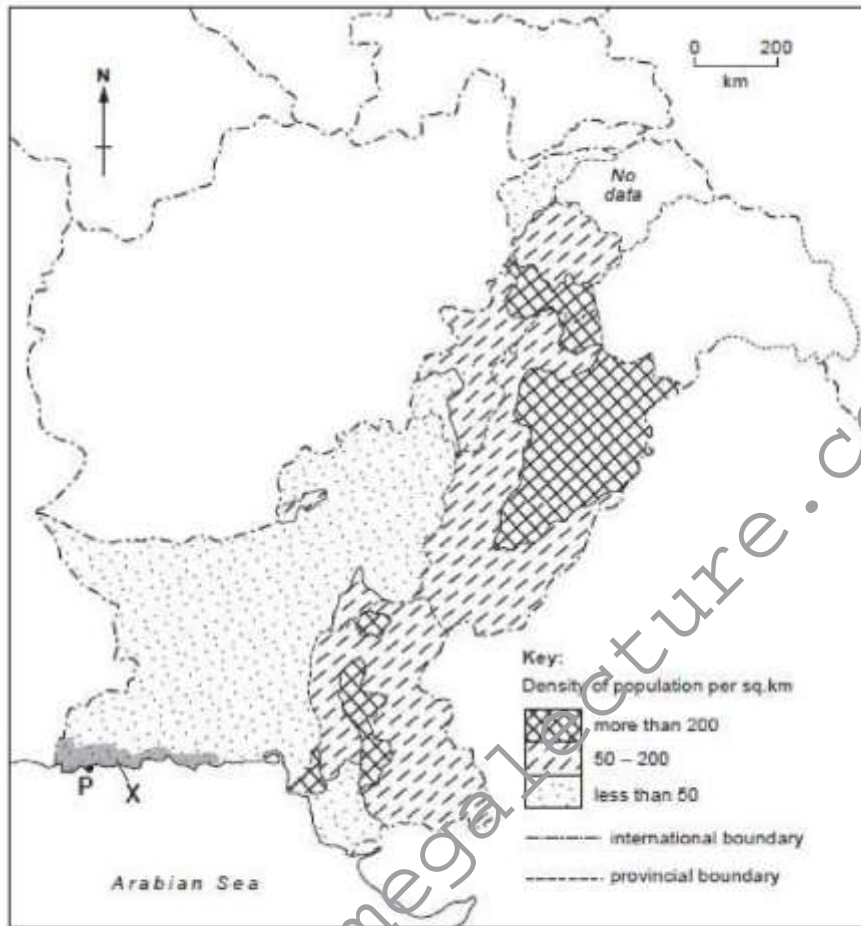 0 200
km
N
No
data
Key:
Density of population per sq.km
more than 200
50 – 200
less than 50
international boundary
provincial boundary
P
X
Arabian Sea
megalecture.co